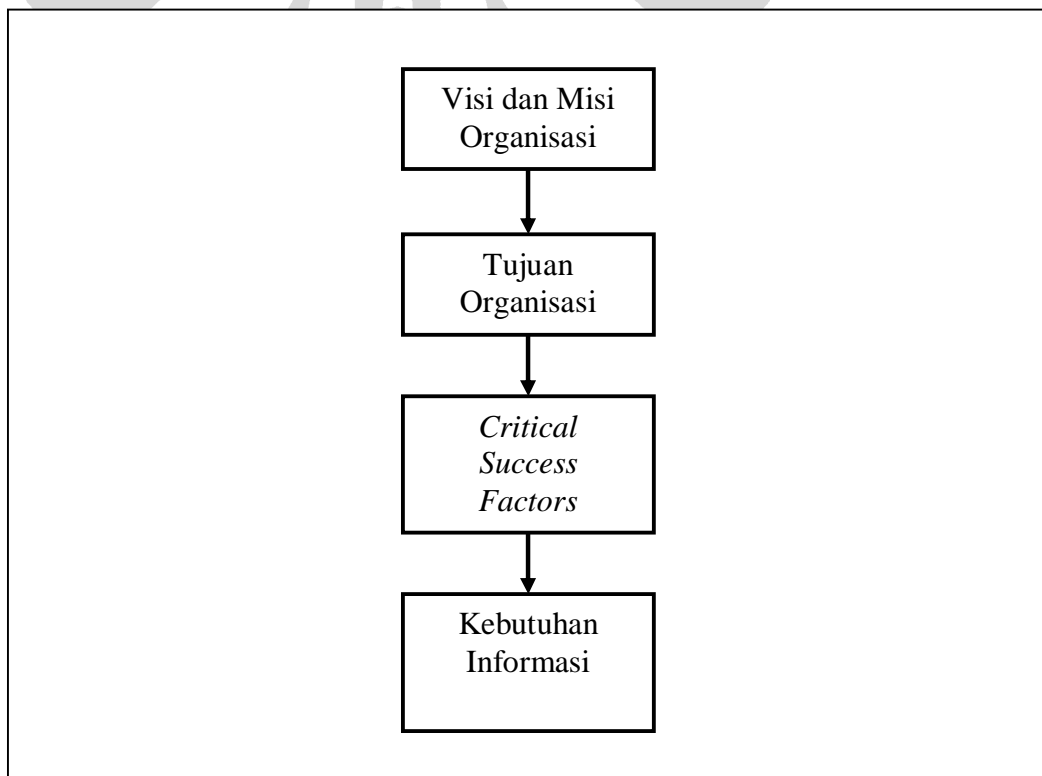 Visi dan Misi
Organisasi
Tujuan
Organisasi
Critical
Success
Factors
Kebutuhan
Informasi